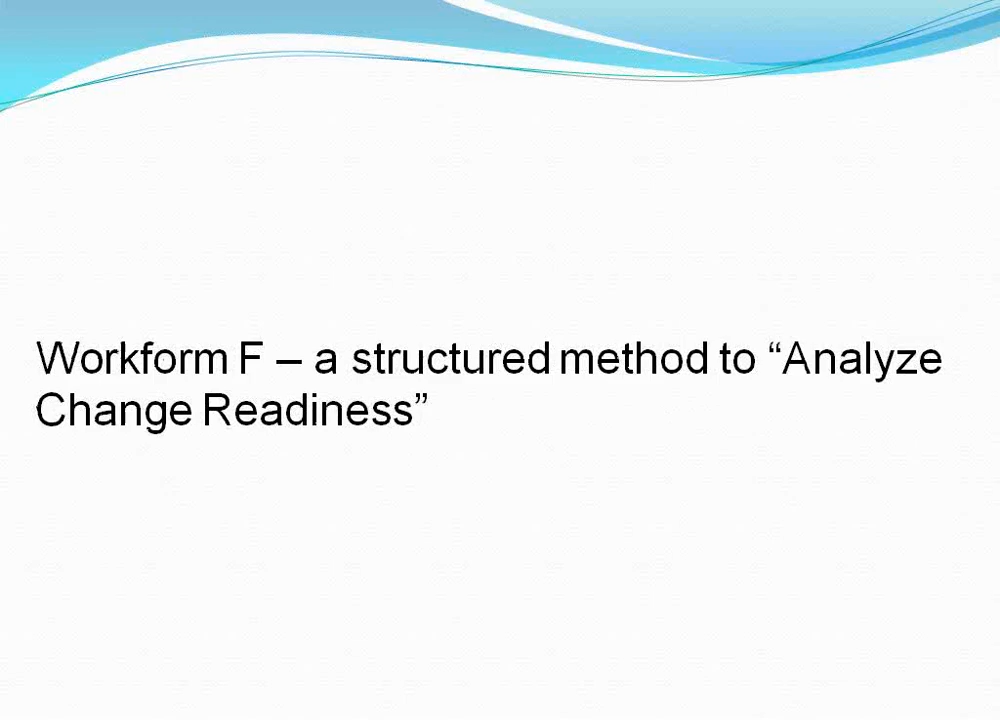 Workform F – a structured method to “Analyze
Change Readiness”